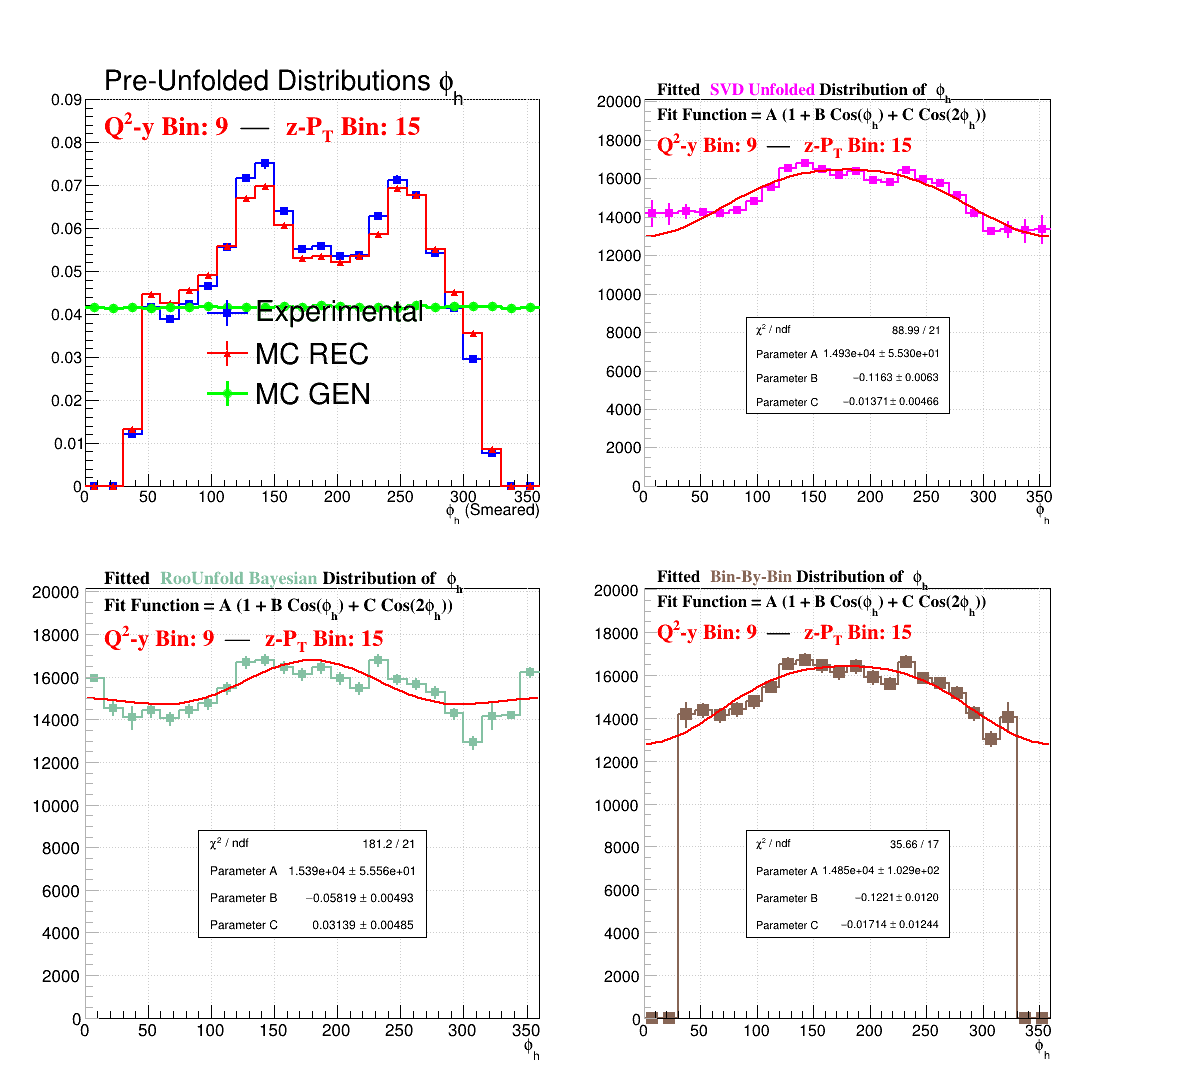 Pre-Unfolded Distributions ϕh
Q²-y Bin: 9 — z-PT Bin: 15
0.09
0.08
0.07
0.06
0.05
0.04
0.03
0.02
0.01
0
Experimental
MC REC
MC GEN
0 50 100 150 200 250 300 350
ϕh (Smeared)
Fitted SVD Unfolded Distribution of ϕh
Fit Function = A (1 + B Cos(ϕh) + C Cos(2ϕh))
Q²-y Bin: 9 — z-PT Bin: 15
20000
18000
16000
14000
12000
10000
8000
6000
4000
2000
0
χ² / ndf 88.99 / 21
Parameter A 1.493e+04 ± 5.530e+01
Parameter B −0.1163 ± 0.0063
Parameter C −0.01371 ± 0.00466
0 50 100 150 200 250 300 350
ϕh
Fitted RooUnfold Bayesian Distribution of ϕh
Fit Function = A (1 + B Cos(ϕh) + C Cos(2ϕh))
Q²-y Bin: 9 — z-PT Bin: 15
20000
18000
16000
14000
12000
10000
8000
6000
4000
2000
0
χ² / ndf 181.2 / 21
Parameter A 1.539e+04 ± 5.556e+01
Parameter B −0.05819 ± 0.00493
Parameter C 0.03139 ± 0.00485
0 50 100 150 200 250 300 350
ϕh
Fitted Bin-By-Bin Distribution of ϕh
Fit Function = A (1 + B Cos(ϕh) + C Cos(2ϕh))
Q²-y Bin: 9 — z-PT Bin: 15
20000
18000
16000
14000
12000
10000
8000
6000
4000
2000
0
χ² / ndf 35.66 / 17
Parameter A 1.485e+04 ± 1.029e+02
Parameter B −0.1221 ± 0.0120
Parameter C −0.01714 ± 0.01244
0 50 100 150 200 250 300 350
ϕh